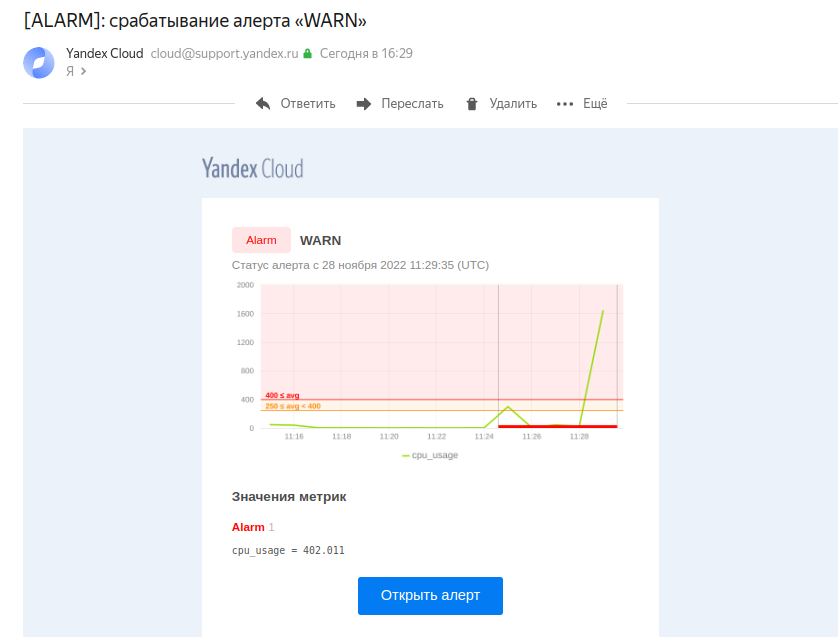 [ALARM]: срабатывание алерта «WARN»
Yandex Cloud cloud@support.yandex.ru Сегодня в 16:29
Я >
Ответить Переслать Удалить Ещё
Yandex Cloud
Alarm WARN
Статус алерта с 28 ноября 2022 11:29:35 (UTC)
2000
1600
1200
800
400
0
400 ≤ avg
250 ≤ avg < 400
11:16 11:18 11:20 11:22 11:24 11:26 11:28
cpu_usage
Значения метрик
Alarm 1
cpu_usage = 402.011
Открыть алерт